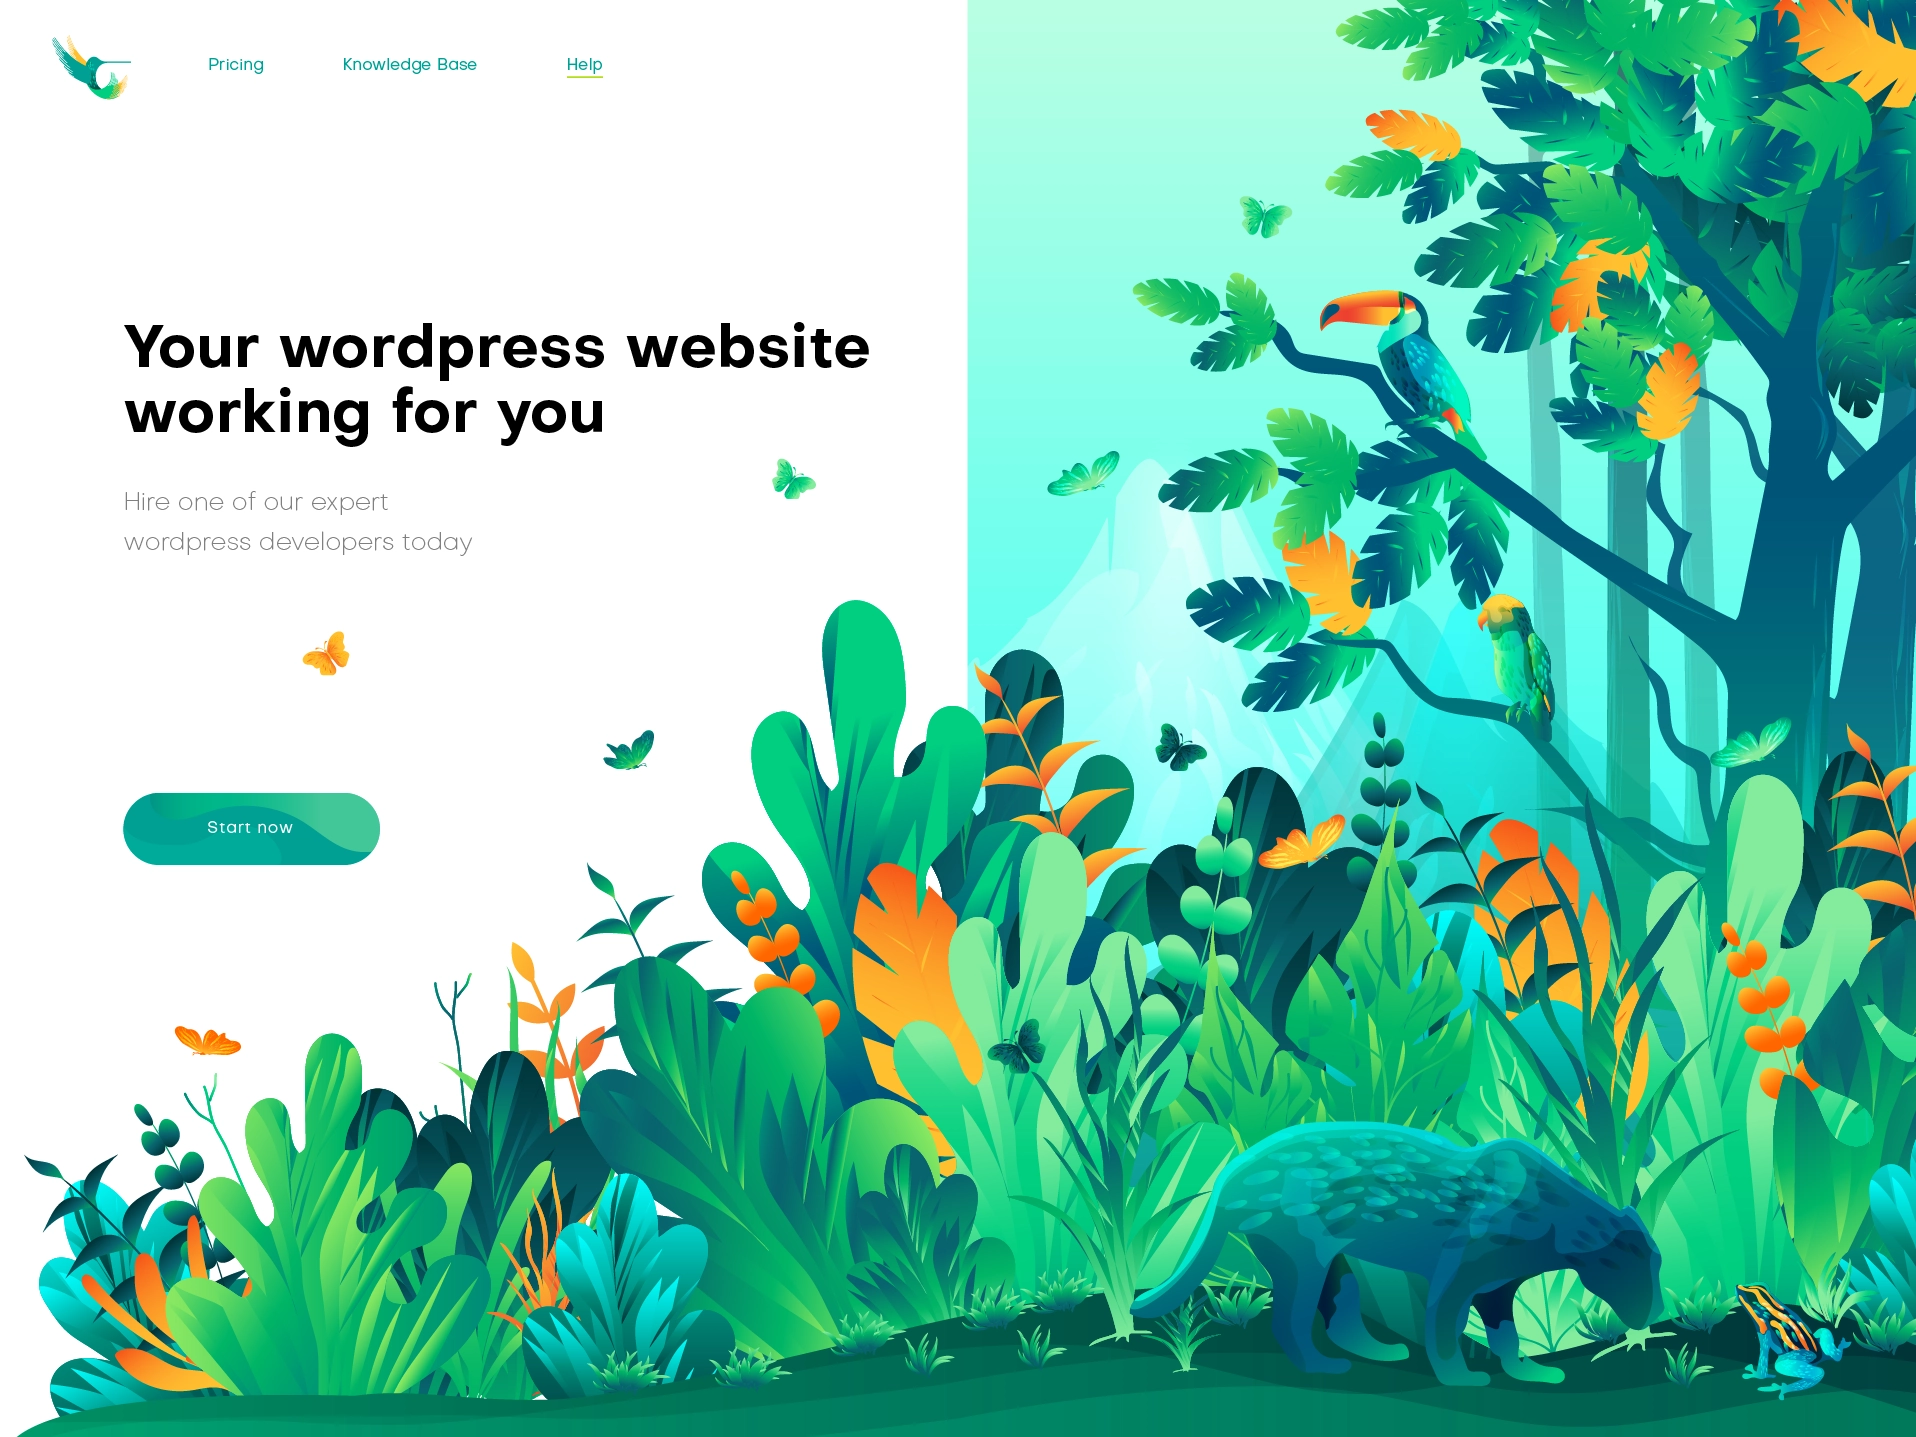 Pricing
Knowledge Base
Help
Your wordpress website
working for you
Hire one of our expert
wordpress developers today
Start now